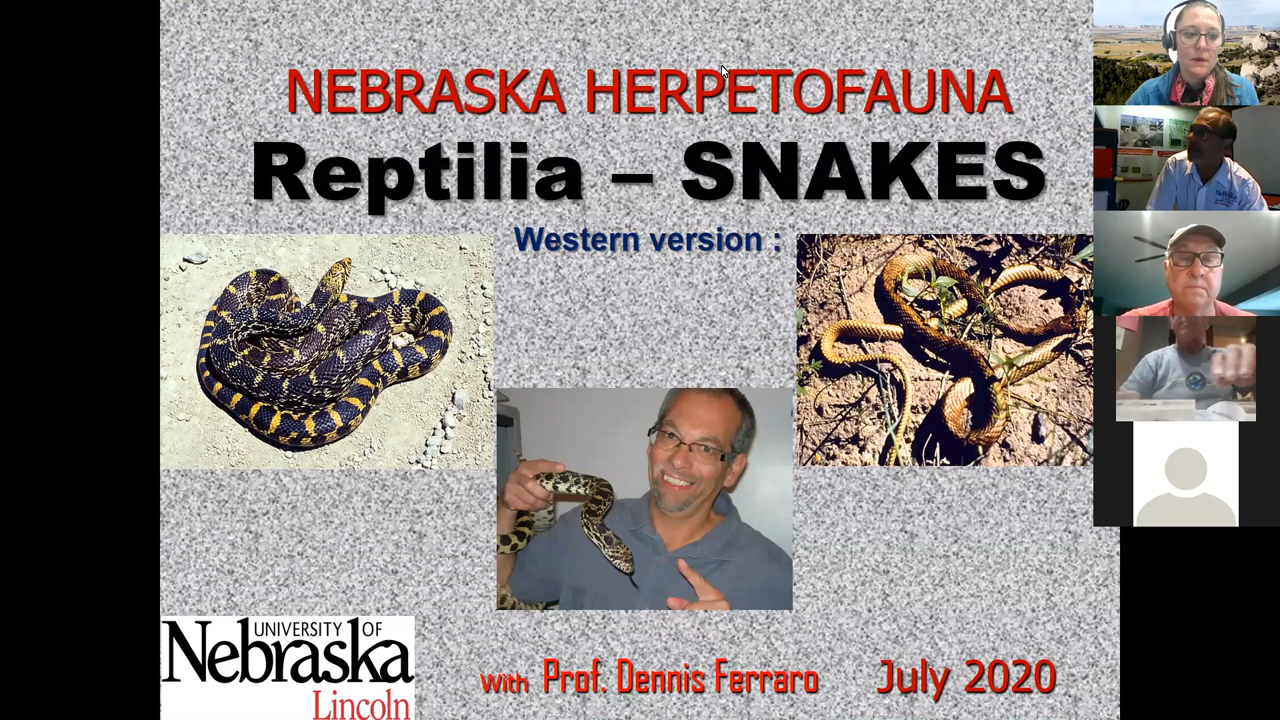 NEBRASKA HERPETOFAUNA
Reptilia – SNAKES
Western version :
UNIVERSITY OF
Nebraska
Lincoln
With Prof. Dennis Ferraro
July 2020